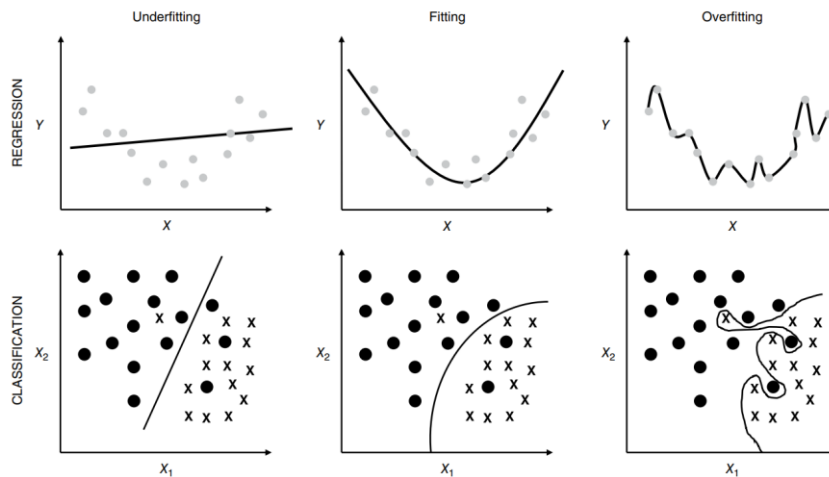 Underfitting
Fitting
Overfitting
REGRESSION
Y
X
Y
X
Y
X
CLASSIFICATION
X2
X1
X2
X1
X2
X1